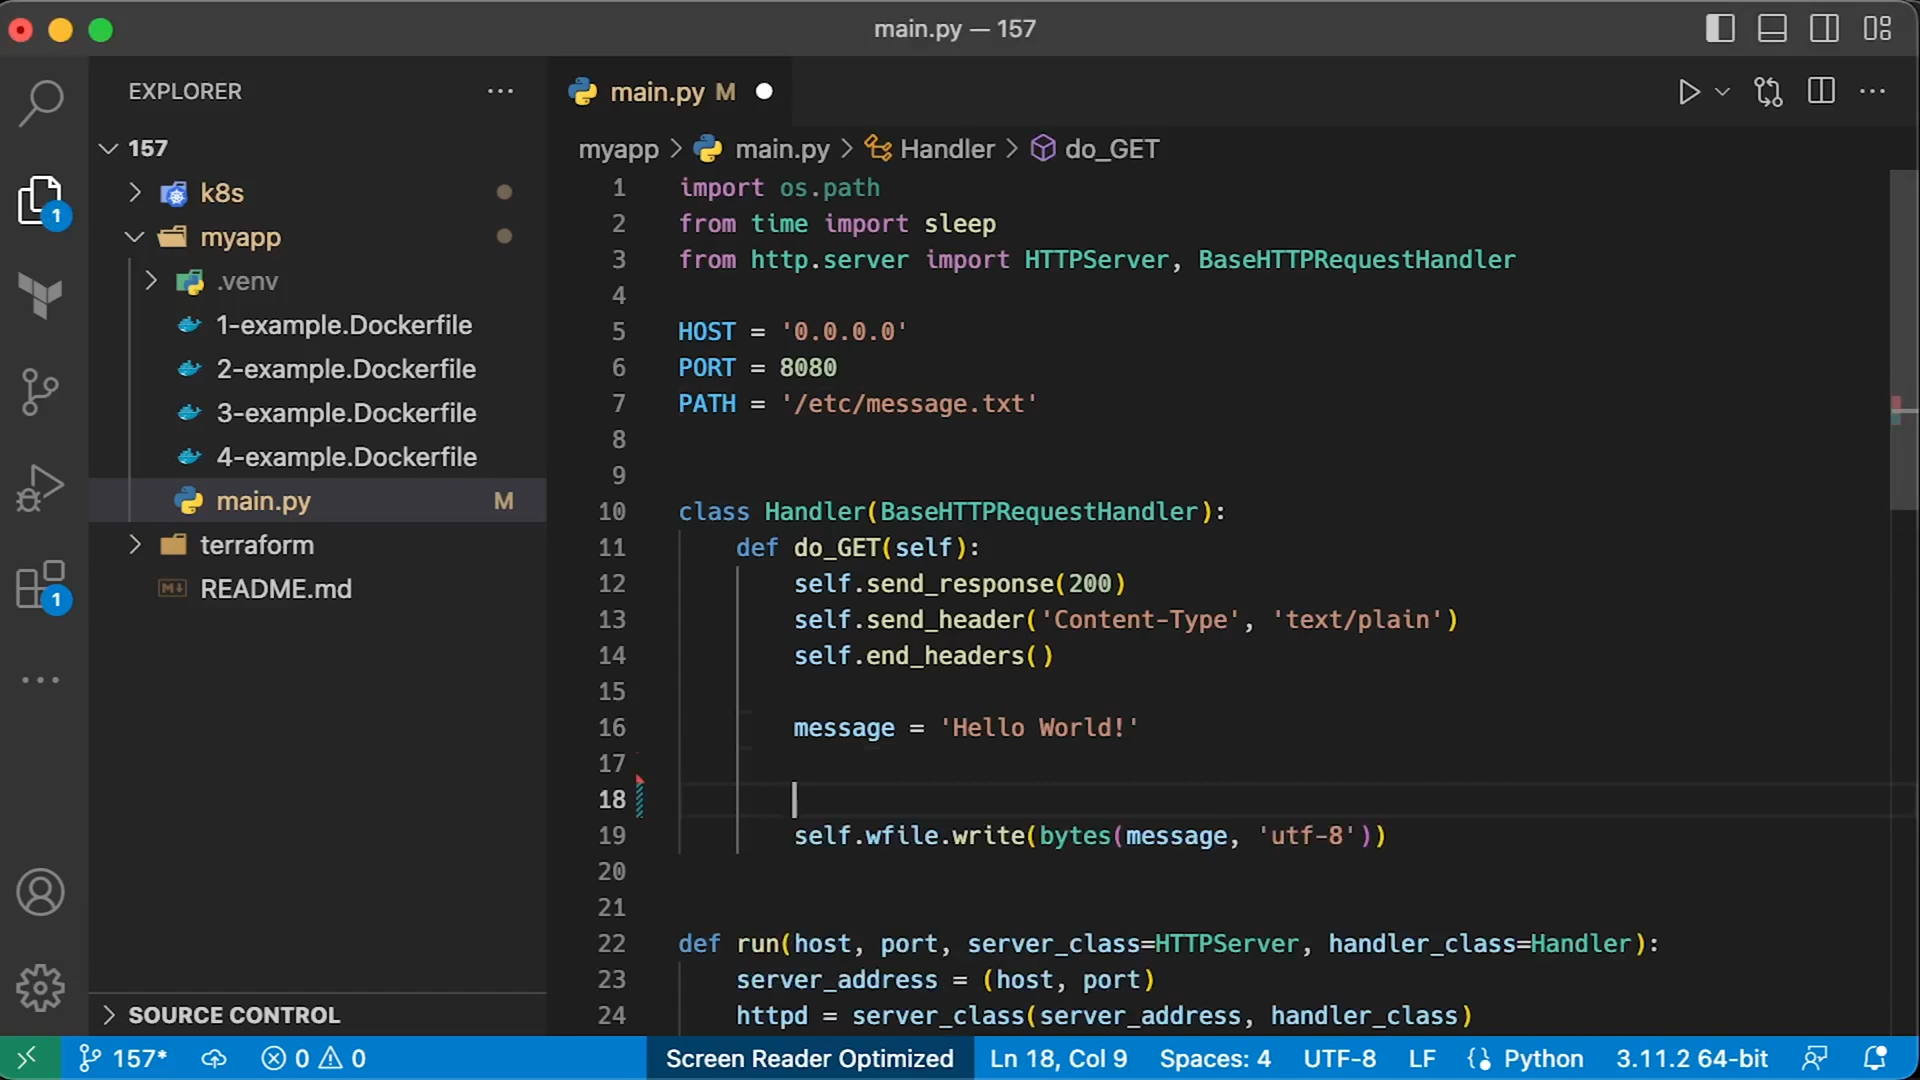 main.py — 157
EXPLORER
157
k8s
myapp
.venv
1-example.Dockerfile
2-example.Dockerfile
3-example.Dockerfile
4-example.Dockerfile
main.py M
terraform
README.md
SOURCE CONTROL
1
1
main.py M
myapp > main.py > Handler > do_GET
1 import os.path
2 from time import sleep
3 from http.server import HTTPServer, BaseHTTPRequestHandler
4
5 HOST = '0.0.0.0'
6 PORT = 8080
7 PATH = '/etc/message.txt'
8
9
10 class Handler(BaseHTTPRequestHandler):
11 def do_GET(self):
12 self.send_response(200)
13 self.send_header('Content-Type', 'text/plain')
14 self.end_headers()
15
16 message = 'Hello World!'
17
18
19 self.wfile.write(bytes(message, 'utf-8'))
20
21
22 def run(host, port, server_class=HTTPServer, handler_class=Handler):
23 server_address = (host, port)
24 httpd = server_class(server_address, handler_class)
157* 0 0 Screen Reader Optimized Ln 18, Col 9 Spaces: 4 UTF-8 LF Python 3.11.2 64-bit